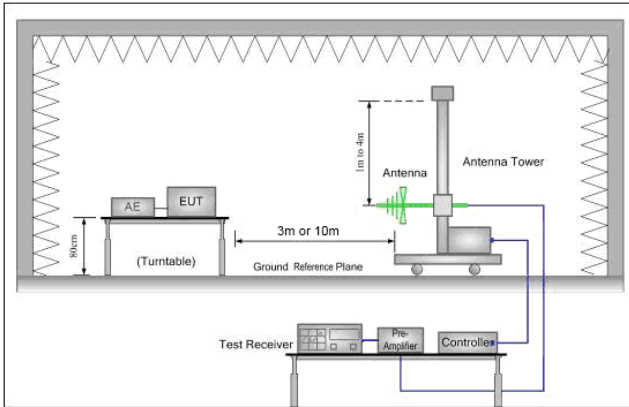 1m to 4m
Antenna
Antenna Tower
AE
EUT
80cm
(Turntable)
3m or 10m
Ground Reference Plane
Test Receiver
Pre-
Amplifier
Controller